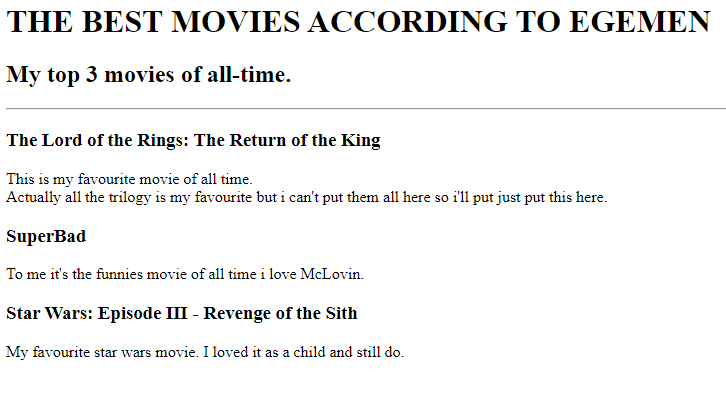 THE BEST MOVIES ACCORDING TO EGEMEN
My top 3 movies of all-time.
The Lord of the Rings: The Return of the King
This is my favourite movie of all time.
Actually all the trilogy is my favourite but i can't put them all here so i'll put just put this here.
SuperBad
To me it's the funnies movie of all time i love McLovin.
Star Wars: Episode III - Revenge of the Sith
My favourite star wars movie. I loved it as a child and still do.